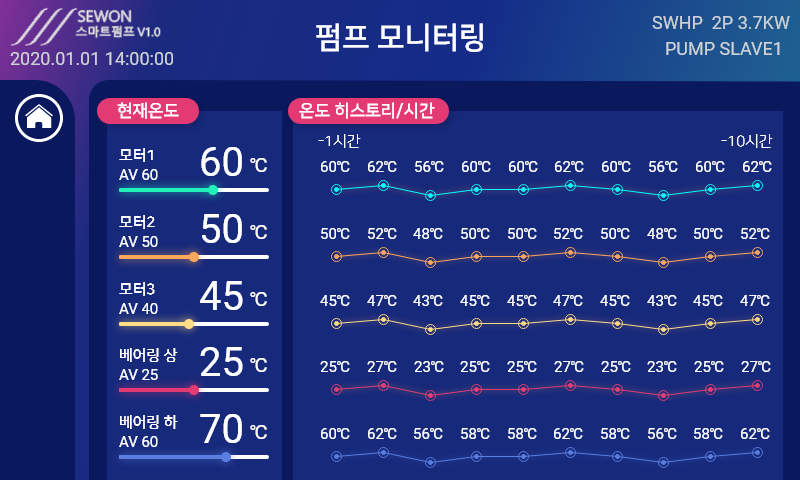 SEWON
스마트펌프 V1.0
2020.01.01 14:00:00
펌프 모니터링
SWHP 2P 3.7KW
PUMP SLAVE1
현재온도
모터1
AV 60
60 ℃
모터2
AV 50
50 ℃
모터3
AV 40
45 ℃
베어링 상
AV 25
25 ℃
베어링 하
AV 60
70 ℃
온도 히스토리/시간
-1시간 -10시간
60℃ 62℃ 56℃ 60℃ 60℃ 62℃ 60℃ 56℃ 60℃ 62℃
50℃ 52℃ 48℃ 50℃ 50℃ 52℃ 50℃ 48℃ 50℃ 52℃
45℃ 47℃ 43℃ 45℃ 45℃ 47℃ 45℃ 43℃ 45℃ 47℃
25℃ 27℃ 23℃ 25℃ 25℃ 27℃ 25℃ 23℃ 25℃ 27℃
60℃ 62℃ 56℃ 58℃ 58℃ 62℃ 58℃ 56℃ 58℃ 62℃